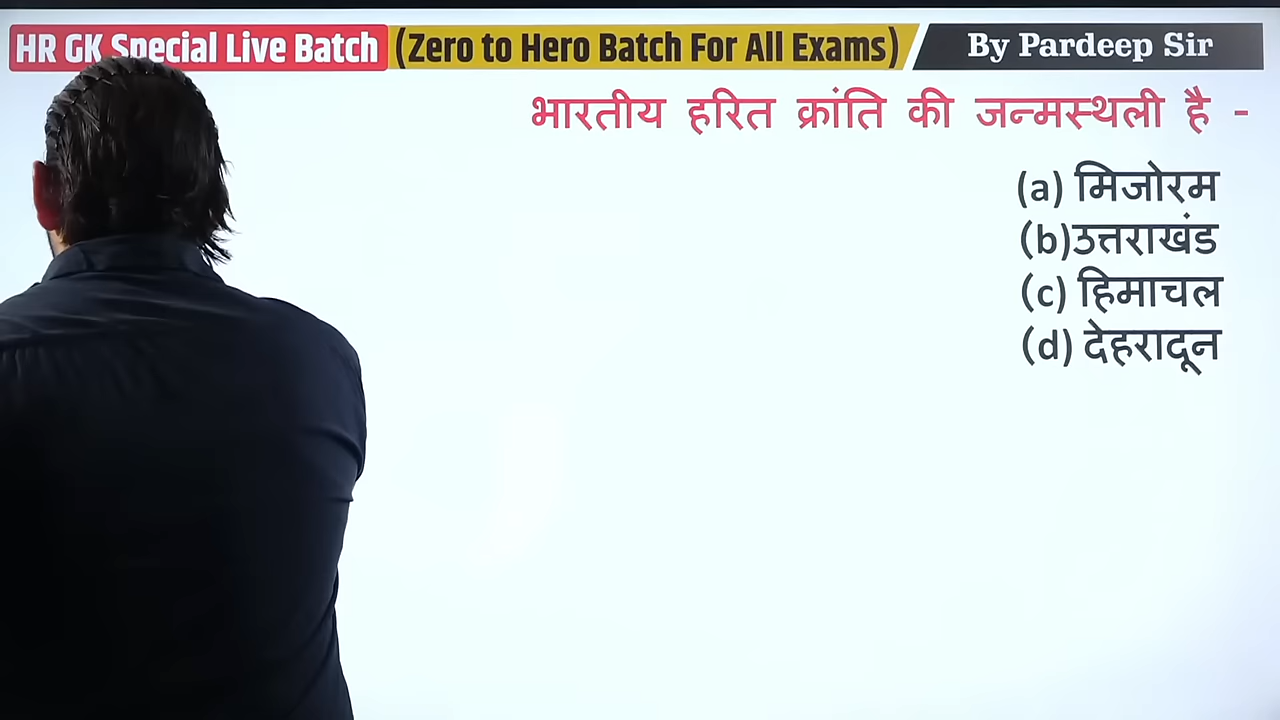 HR GK Special Live Batch (Zero to Hero Batch For All Exams) By Pardeep Sir
भारतीय हरित क्रांति की जन्मस्थली है -
(a) मिजोरम
(b)उत्तराखंड
(c) हिमाचल
(d) देहरादून